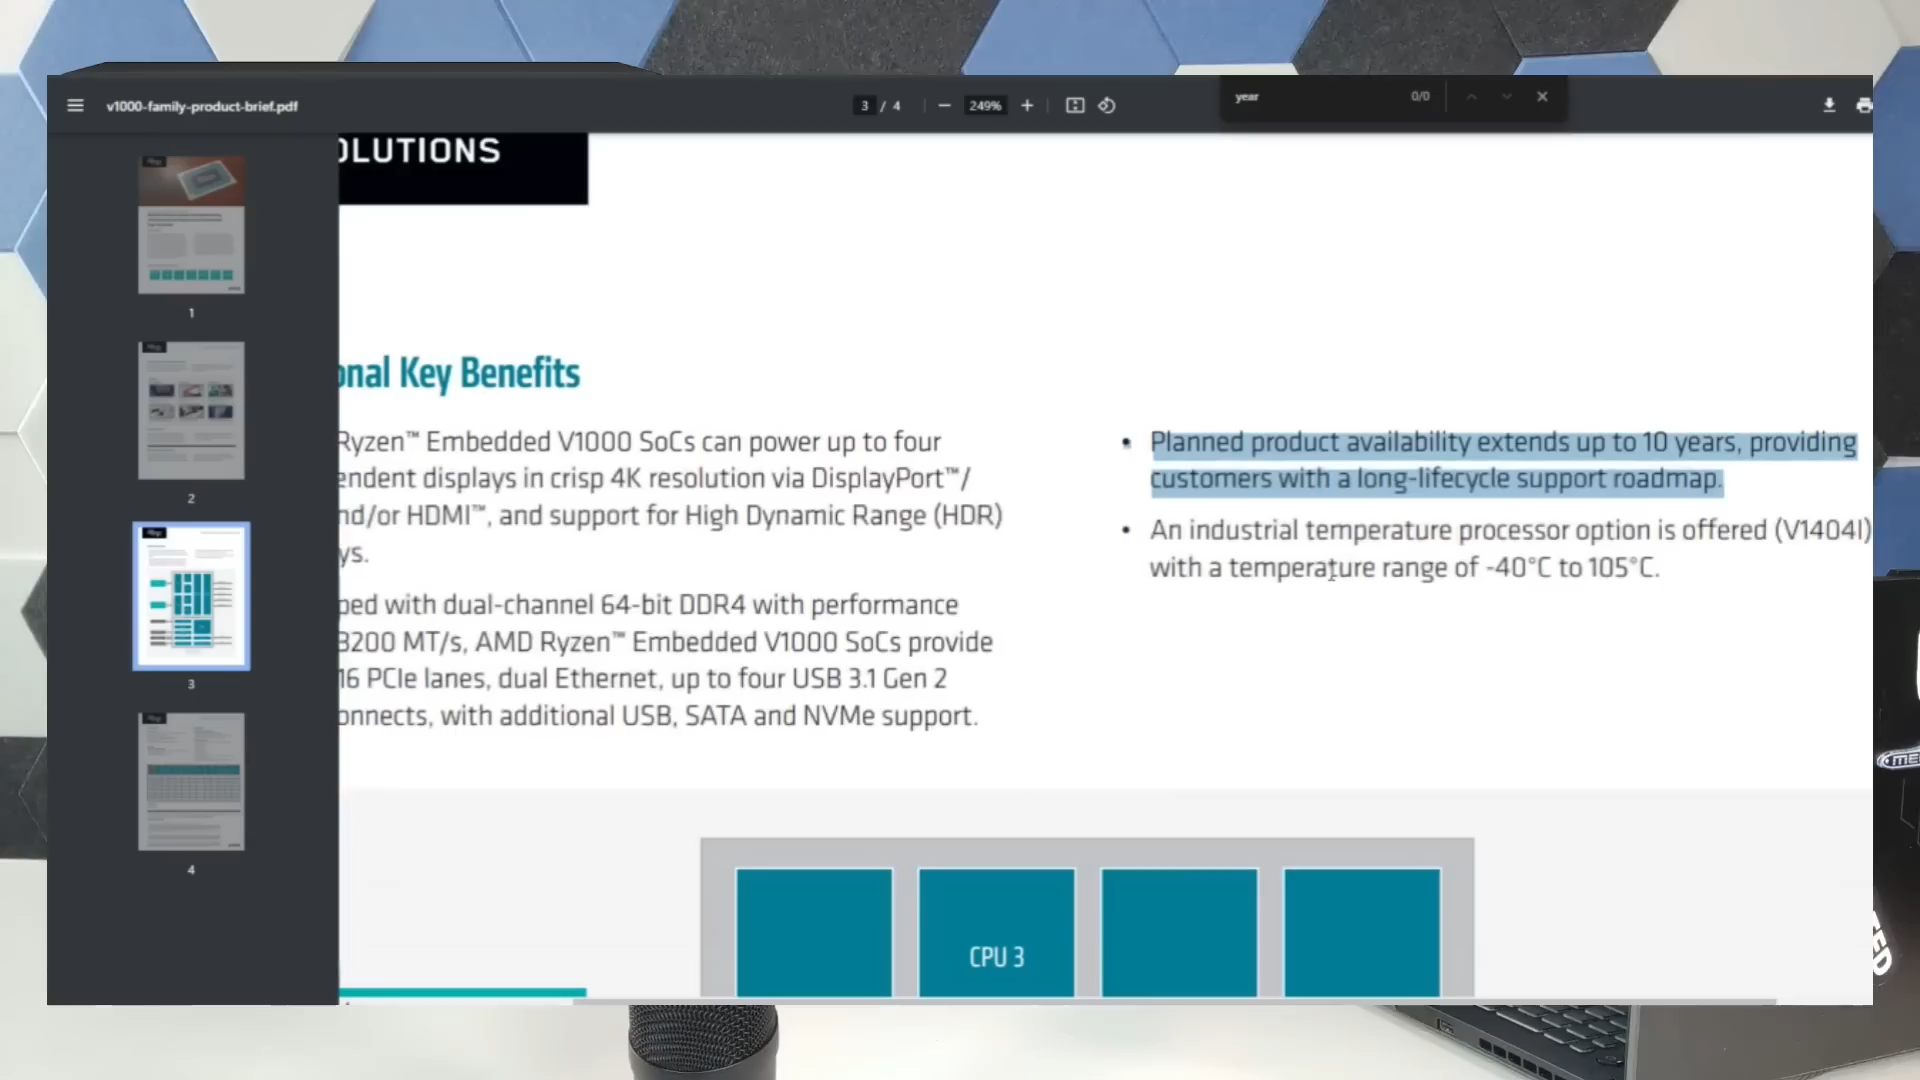 v1000-family-product-brief.pdf
3 / 4
249%
year
0/0
OLUTIONS
onal Key Benefits
Ryzen™ Embedded V1000 SoCs can power up to four
endent displays in crisp 4K resolution via DisplayPort™/
nd/or HDMI™, and support for High Dynamic Range (HDR)
ys.
ped with dual-channel 64-bit DDR4 with performance
3200 MT/s, AMD Ryzen™ Embedded V1000 SoCs provide
16 PCIe lanes, dual Ethernet, up to four USB 3.1 Gen 2
onnects, with additional USB, SATA and NVMe support.
• Planned product availability extends up to 10 years, providing
customers with a long-lifecycle support roadmap.
• An industrial temperature processor option is offered (V1404I)
with a temperature range of -40°C to 105°C.
CPU 3
1
2
3
4